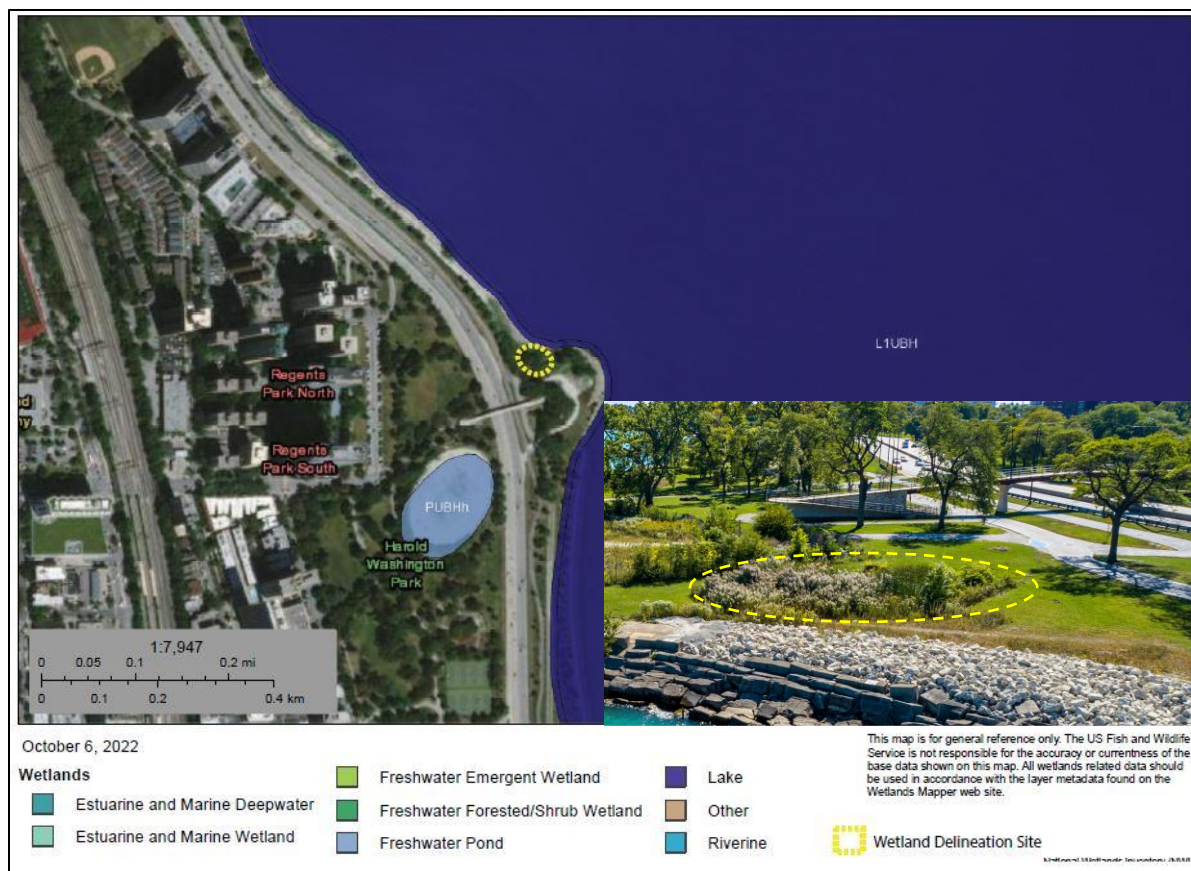 L1UBH
Regents
Park North
Regents
Park South
PUBHh
Harold
Washington
Park
1:7,947
0 0.05 0.1 0.2 mi
0 0.1 0.2 0.4 km
October 6, 2022
Wetlands
Estuarine and Marine Deepwater
Estuarine and Marine Wetland
Freshwater Emergent Wetland
Freshwater Forested/Shrub Wetland
Freshwater Pond
Lake
Other
Riverine
This map is for general reference only. The US Fish and Wildlife
Service is not responsible for the accuracy or currentness of the
base data shown on this map. All wetlands related data should
be used in accordance with the layer metadata found on the
Wetlands Mapper web site.
Wetland Delineation Site
National Wetlands Inventory (NWI